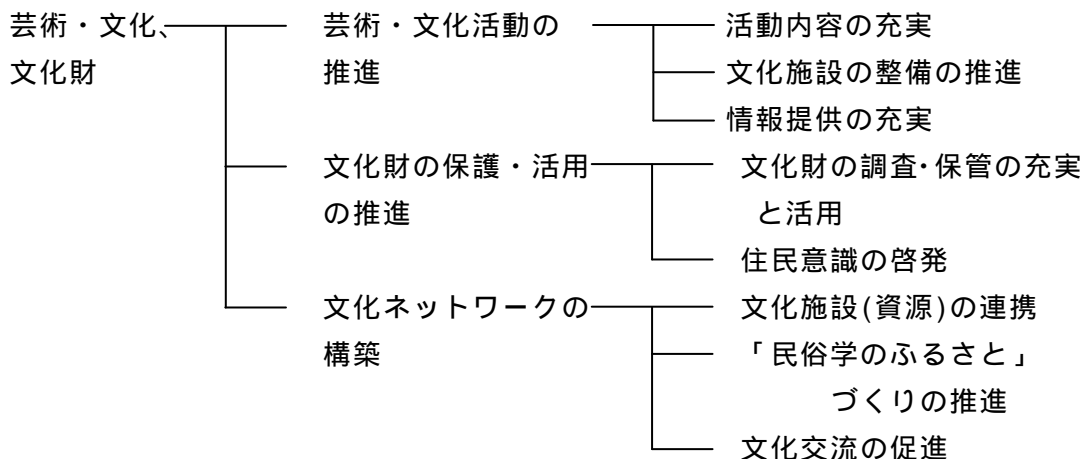 芸術・文化、
文化財
芸術・文化活動の
推進
活動内容の充実
文化施設の整備の推進
情報提供の充実
文化財の保護・活用
の推進
文化財の調査・保管の充実
と活用
住民意識の啓発
文化ネットワークの
構築
文化施設(資源)の連携
「民俗学のふるさと」
づくりの推進
文化交流の促進